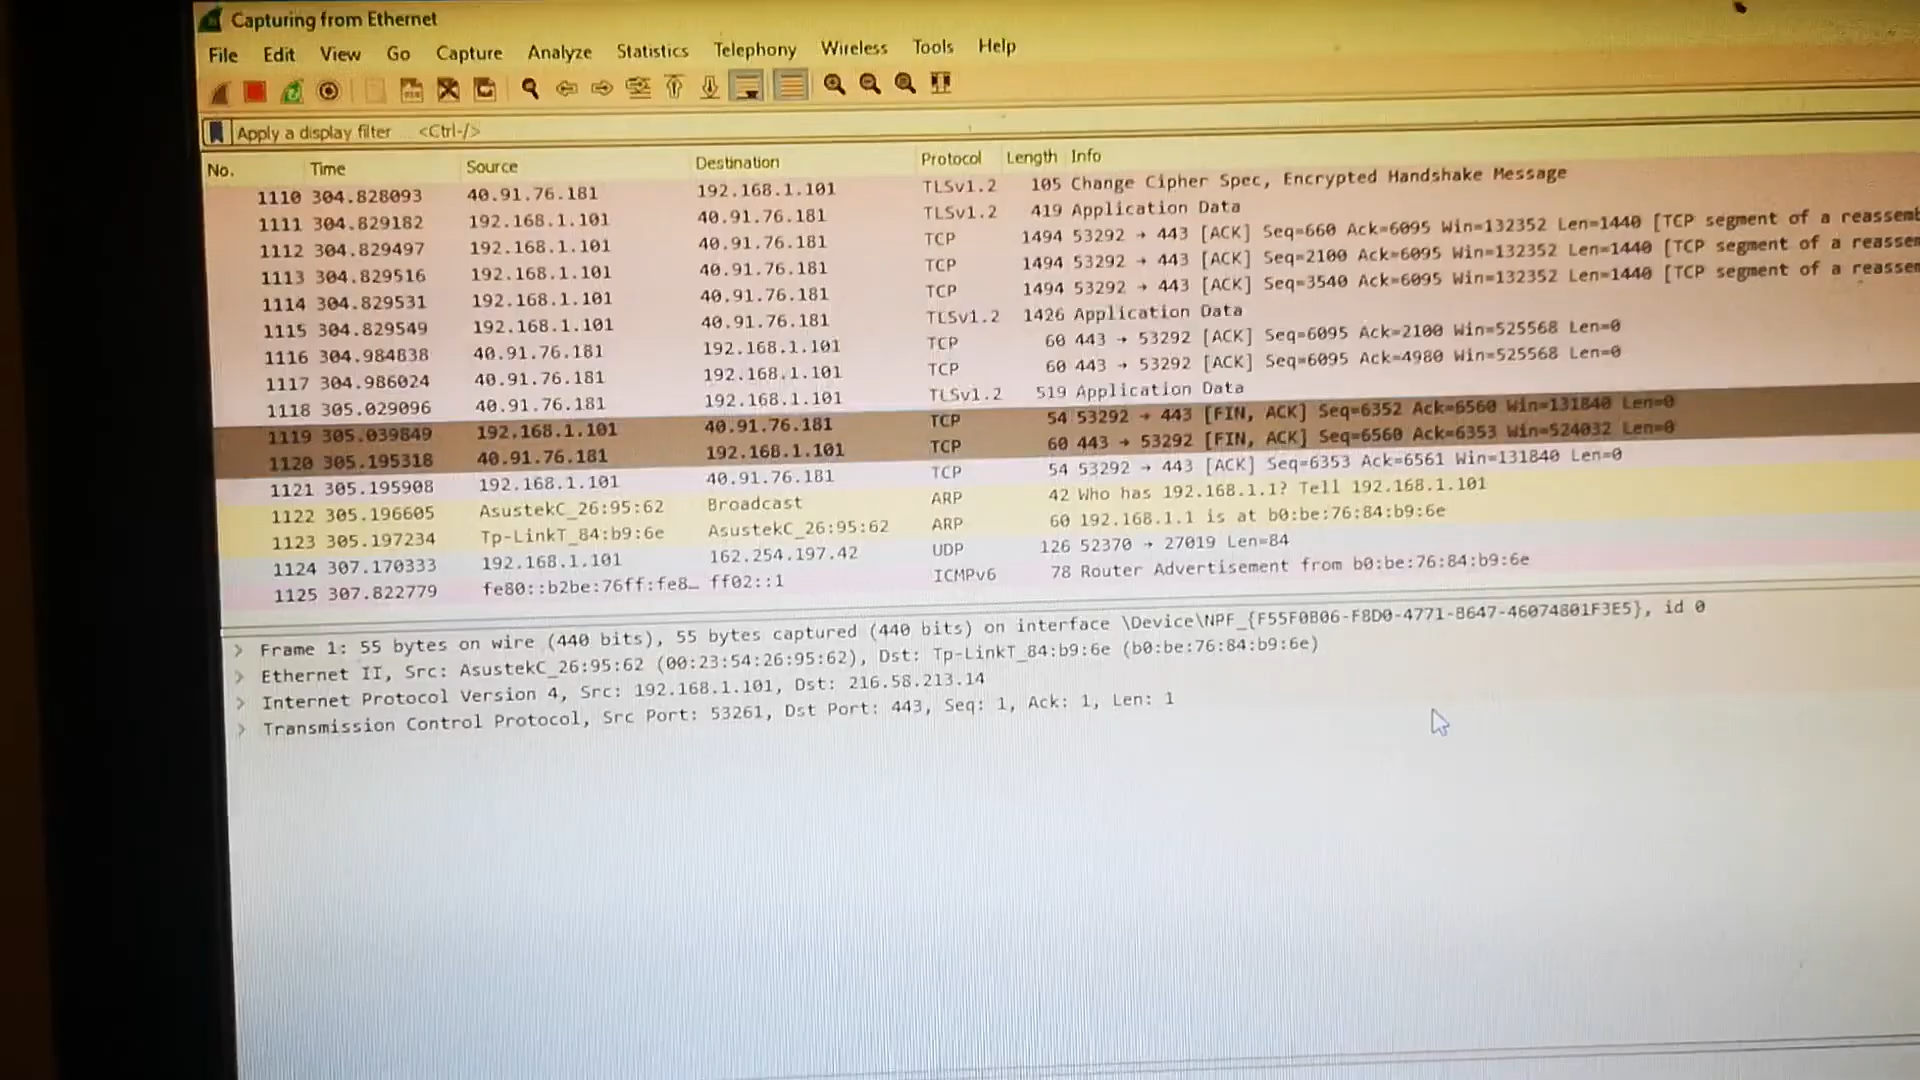 Capturing from Ethernet
File Edit View Go Capture Analyze Statistics Telephony Wireless Tools Help
Apply a display filter ... <Ctrl-/>
No. Time Source Destination Protocol Length Info
1110 304.828093 40.91.76.181 192.168.1.101 TLSv1.2 105 Change Cipher Spec, Encrypted Handshake Message
1111 304.829182 192.168.1.101 40.91.76.181 TLSv1.2 419 Application Data
1112 304.829497 192.168.1.101 40.91.76.181 TCP 1494 53292 → 443 [ACK] Seq=660 Ack=6095 Win=132352 Len=1440 [TCP segment of a reassemb
1113 304.829516 192.168.1.101 40.91.76.181 TCP 1494 53292 → 443 [ACK] Seq=2100 Ack=6095 Win=132352 Len=1440 [TCP segment of a reassem
1114 304.829531 192.168.1.101 40.91.76.181 TCP 1494 53292 → 443 [ACK] Seq=3540 Ack=6095 Win=132352 Len=1440 [TCP segment of a reassem
1115 304.829549 192.168.1.101 40.91.76.181 TLSv1.2 1426 Application Data
1116 304.984838 40.91.76.181 192.168.1.101 TCP 60 443 → 53292 [ACK] Seq=6095 Ack=2100 Win=525568 Len=0
1117 304.986024 40.91.76.181 192.168.1.101 TCP 60 443 → 53292 [ACK] Seq=6095 Ack=4980 Win=525568 Len=0
1118 305.029096 40.91.76.181 192.168.1.101 TLSv1.2 519 Application Data
1119 305.039849 192.168.1.101 40.91.76.181 TCP 54 53292 → 443 [FIN, ACK] Seq=6352 Ack=6560 Win=131840 Len=0
1120 305.195318 40.91.76.181 192.168.1.101 TCP 60 443 → 53292 [FIN, ACK] Seq=6560 Ack=6353 Win=524032 Len=0
1121 305.195908 192.168.1.101 40.91.76.181 TCP 54 53292 → 443 [ACK] Seq=6353 Ack=6561 Win=131840 Len=0
1122 305.196605 AsustekC_26:95:62 Broadcast ARP 42 Who has 192.168.1.1? Tell 192.168.1.101
1123 305.197234 Tp-LinkT_84:b9:6e AsustekC_26:95:62 ARP 60 192.168.1.1 is at b0:be:76:84:b9:6e
1124 307.170333 192.168.1.101 162.254.197.42 UDP 126 52370 → 27019 Len=84
1125 307.822779 fe80::b2be:76ff:fe8… ff02::1 ICMPv6 78 Router Advertisement from b0:be:76:84:b9:6e
Frame 1: 55 bytes on wire (440 bits), 55 bytes captured (440 bits) on interface \Device\NPF_{F55F0B06-F8D0-4771-8647-46074801F3E5}, id 0
Ethernet II, Src: AsustekC_26:95:62 (00:23:54:26:95:62), Dst: Tp-LinkT_84:b9:6e (b0:be:76:84:b9:6e)
Internet Protocol Version 4, Src: 192.168.1.101, Dst: 216.58.213.14
Transmission Control Protocol, Src Port: 53261, Dst Port: 443, Seq: 1, Ack: 1, Len: 1